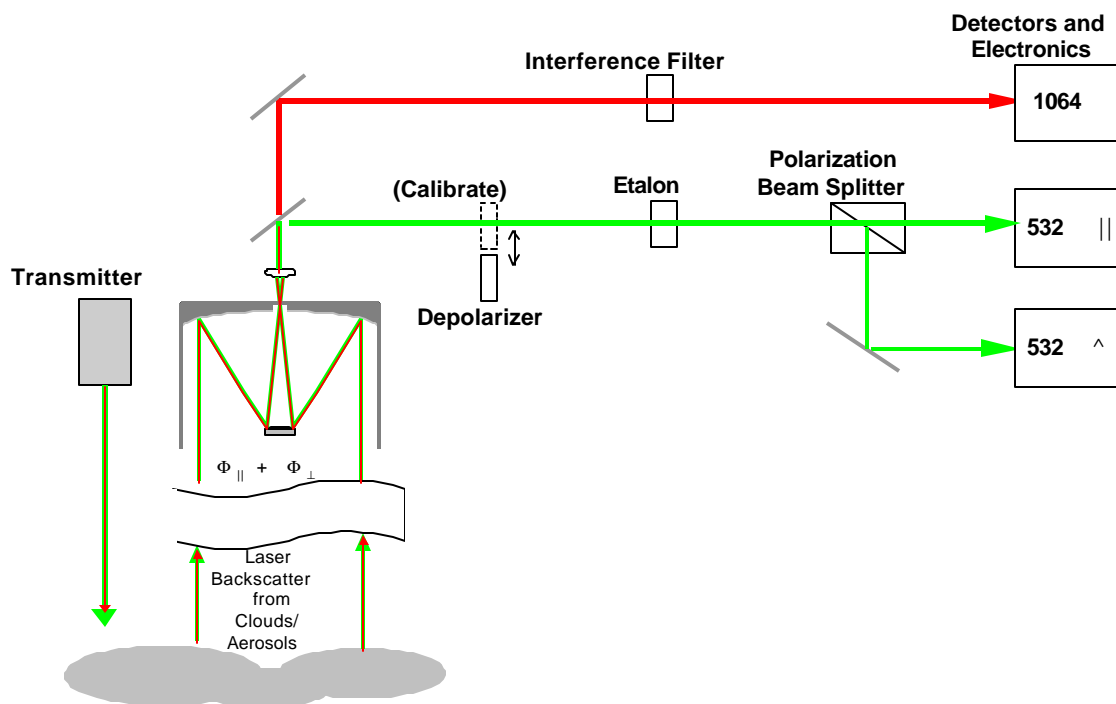 Detectors and
Electronics
Interference Filter
1064
Polarization
Beam Splitter
(Calibrate)
Etalon
532 ||
Transmitter
Depolarizer
532 ^
Φ|| + Φ⊥
Laser
Backscatter
from
Clouds/
Aerosols